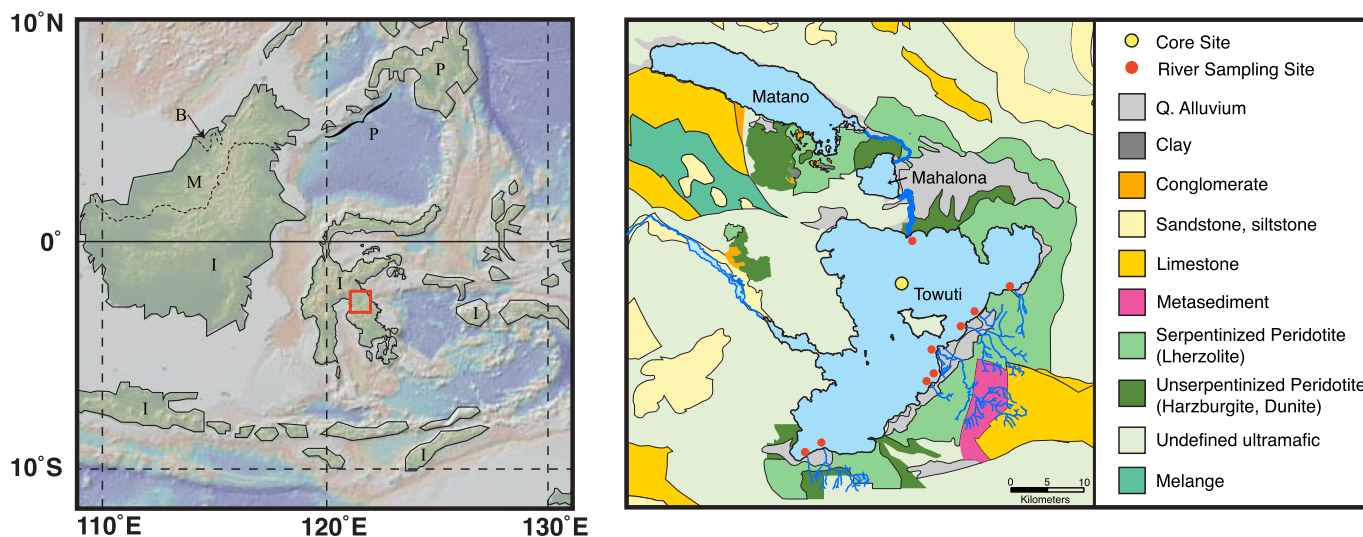 10˚N
0˚
10˚S
110˚E
120˚E
130˚E
P
P
B
M
I
I
I
I
I
Matano
Mahalona
Towuti
0 5 10
Kilometers
Core Site
River Sampling Site
Q. Alluvium
Clay
Conglomerate
Sandstone, siltstone
Limestone
Metasediment
Serpentinized Peridotite
(Lherzolite)
Unserpentinized Peridotite
(Harzburgite, Dunite)
Undefined ultramafic
Melange